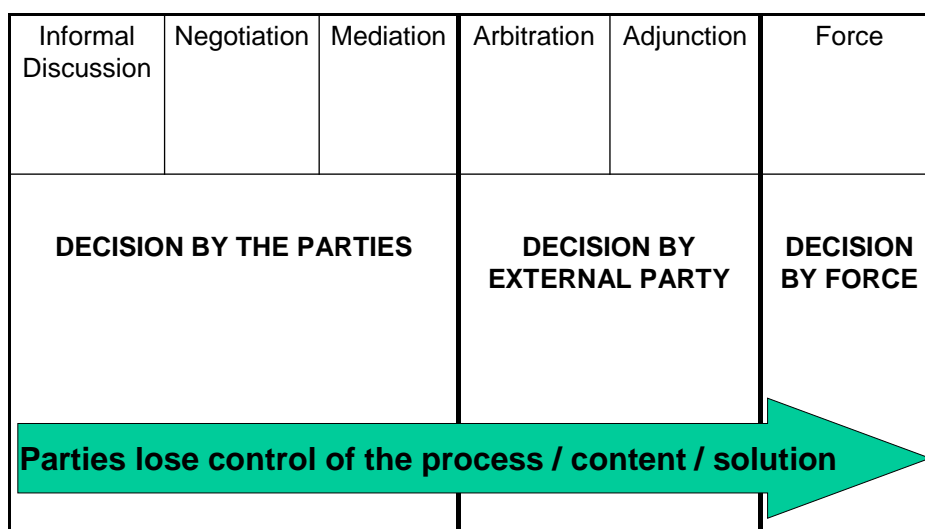 Informal
Discussion
Negotiation
Mediation
Arbitration
Adjunction
Force
DECISION BY THE PARTIES
DECISION BY
EXTERNAL PARTY
DECISION
BY FORCE
Parties lose control of the process / content / solution